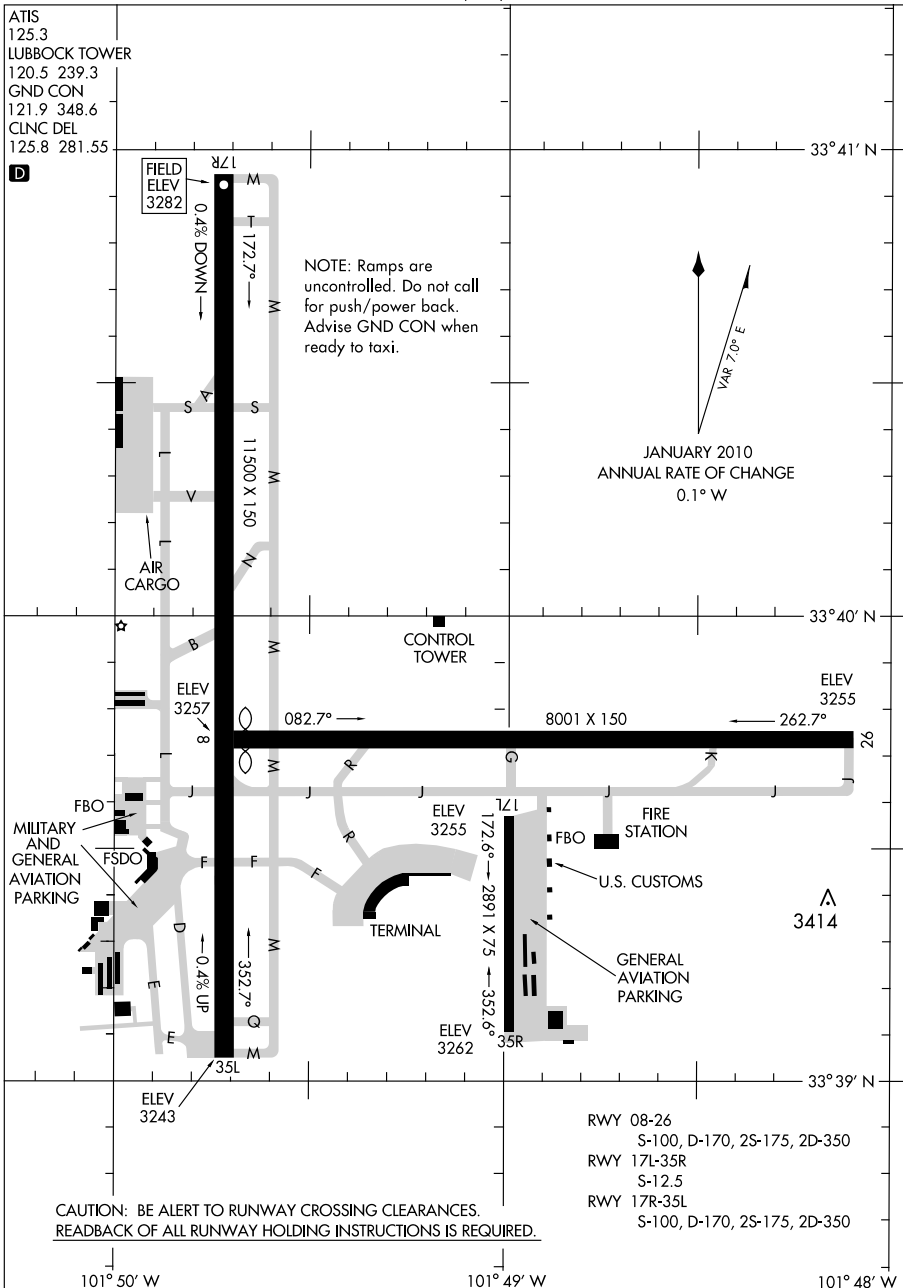 ATIS
125.3
LUBBOCK TOWER
120.5 239.3
GND CON
121.9 348.6
CLNC DEL
125.8 281.55
D
33°41' N
17R
FIELD
ELEV
3282
M
T
0.4% DOWN
172.7°
M
NOTE: Ramps are
uncontrolled. Do not call
for push/power back.
Advise GND CON when
ready to taxi.
VAR 7.0° E
JANUARY 2010
ANNUAL RATE OF CHANGE
0.1° W
A
S
S
L
11500 X 150
M
V
L
N
AIR
CARGO
33°40' N
B
M
CONTROL
TOWER
ELEV
3257
ELEV
3255
8
082.7°
8001 X 150
262.7°
26
L
M
R
G
K
J
J
J
J
J
J
FBO
MILITARY
AND
GENERAL
AVIATION
PARKING
FSDO
F
F
F
R
TERMINAL
ELEV
3255
17L
FBO
FIRE
STATION
U.S. CUSTOMS
172.6°
2891 X 75
352.6°
3414
GENERAL
AVIATION
PARKING
D
E
0.4% UP
352.7°
M
Q
E
M
35L
ELEV
3262
35R
ELEV
3243
33°39' N
RWY 08-26
S-100, D-170, 2S-175, 2D-350
RWY 17L-35R
S-12.5
RWY 17R-35L
S-100, D-170, 2S-175, 2D-350
CAUTION: BE ALERT TO RUNWAY CROSSING CLEARANCES.
READBACK OF ALL RUNWAY HOLDING INSTRUCTIONS IS REQUIRED.
101°50' W
101°49' W
101°48' W